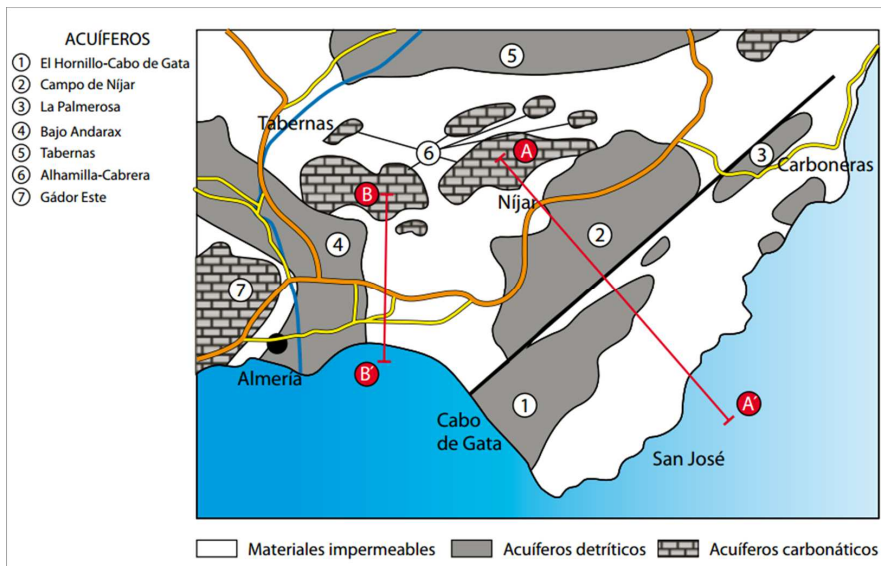 ACUÍFEROS
1 El Hornillo-Cabo de Gata
2 Campo de Níjar
3 La Palmerosa
4 Bajo Andarax
5 Tabernas
6 Alhamilla-Cabrera
7 Gádor Este
5
Tabernas
6
A
3
Carboneras
B
Níjar
4
2
7
Almería
B´
1
A´
Cabo
de Gata
San José
Materiales impermeables
Acuíferos detríticos
Acuíferos carbonáticos